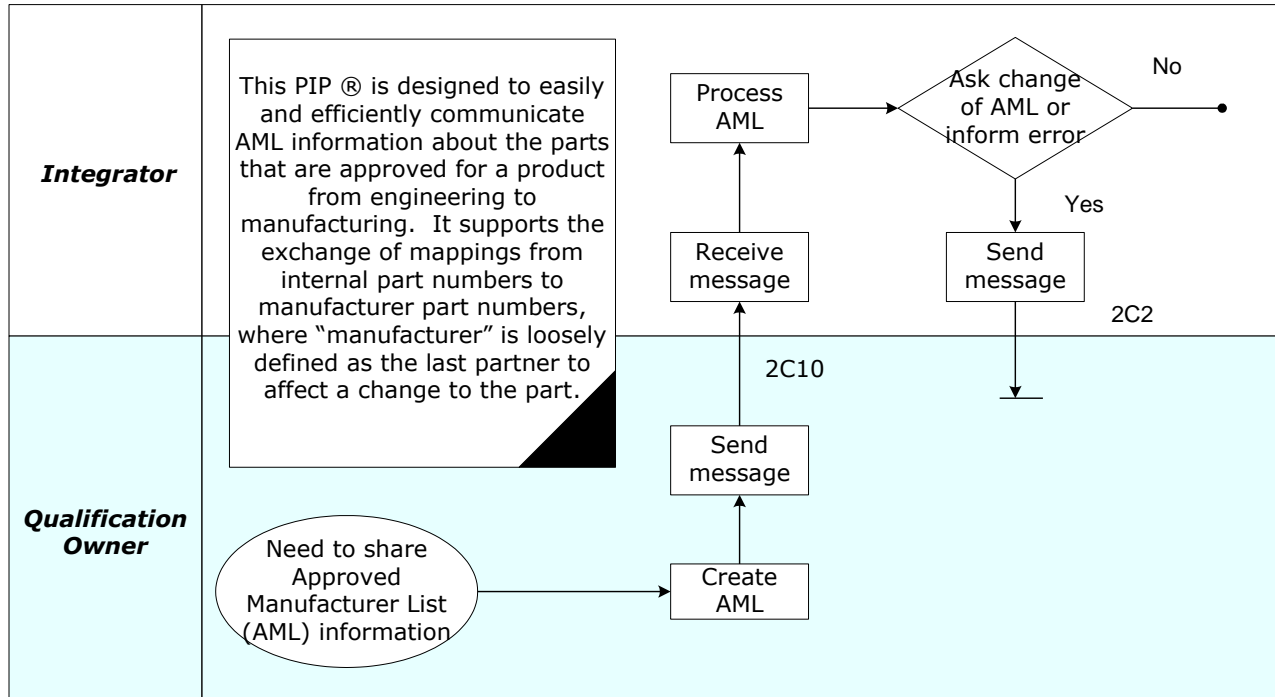 Integrator
This PIP ® is designed to easily
and efficiently communicate
AML information about the parts
that are approved for a product
from engineering to
manufacturing.  It supports the
exchange of mappings from
internal part numbers to
manufacturer part numbers,
where “manufacturer” is loosely
defined as the last partner to
affect a change to the part.
Process
AML
Ask change
of AML or
inform error
No
Yes
Receive
message
Send
message
2C2
2C10
Qualification
Owner
Send
message
Need to share
Approved
Manufacturer List
(AML) information
Create
AML